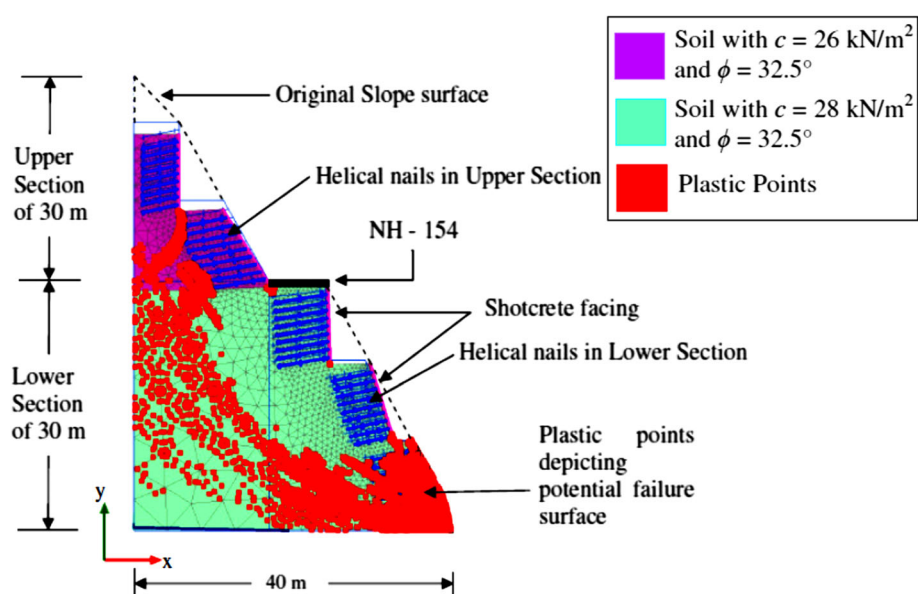 Soil with c = 26 kN/m²
and ϕ = 32.5°
Soil with c = 28 kN/m²
and ϕ = 32.5°
Plastic Points
Original Slope surface
Upper
Section
of 30 m
Helical nails in Upper Section
NH - 154
Shotcrete facing
Helical nails in Lower Section
Lower
Section
of 30 m
Plastic points
depicting
potential failure
surface
y
x
40 m